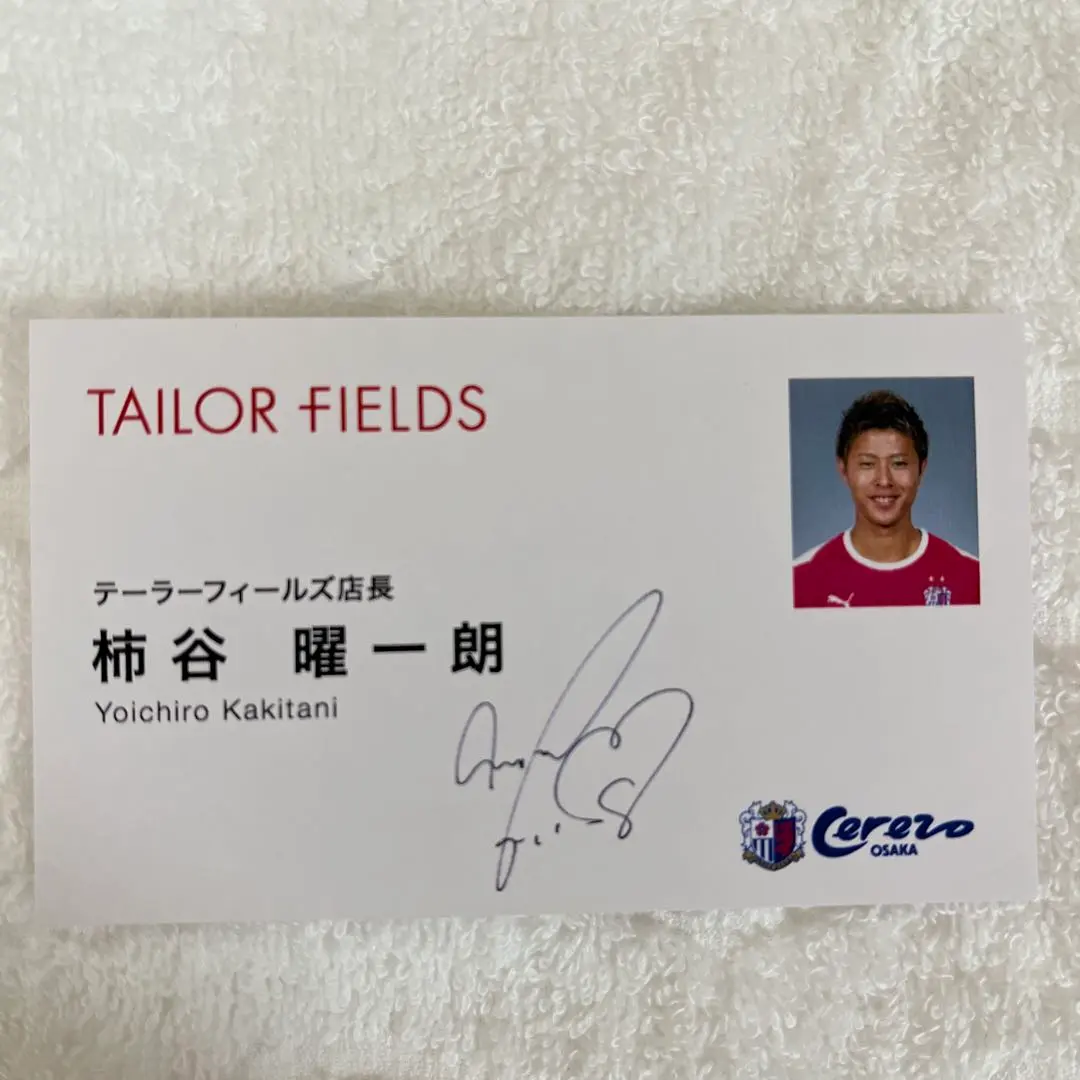 TAILOR FIELDS
テーラーフィールズ店長
柿谷 曜一朗
Yoichiro Kakitani
Cerezo
OSAKA